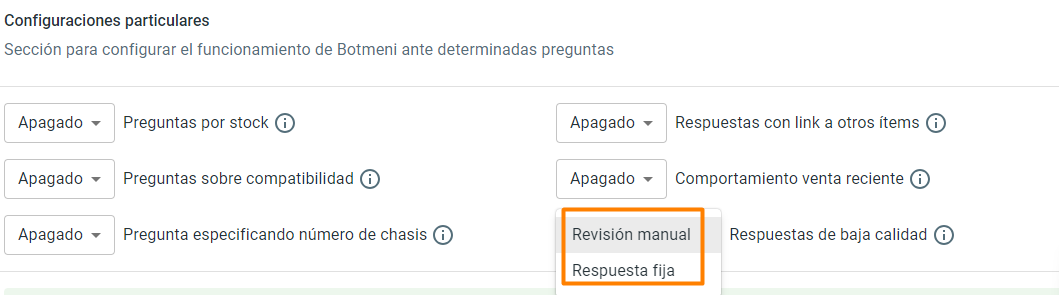 Configuraciones particulares
Sección para configurar el funcionamiento de Botmeni ante determinadas preguntas
Apagado Preguntas por stock Apagado Respuestas con link a otros ítems
Apagado Preguntas sobre compatibilidad Apagado Comportamiento venta reciente
Apagado Pregunta especificando número de chasis Revisión manual Respuestas de baja calidad
Respuesta fija